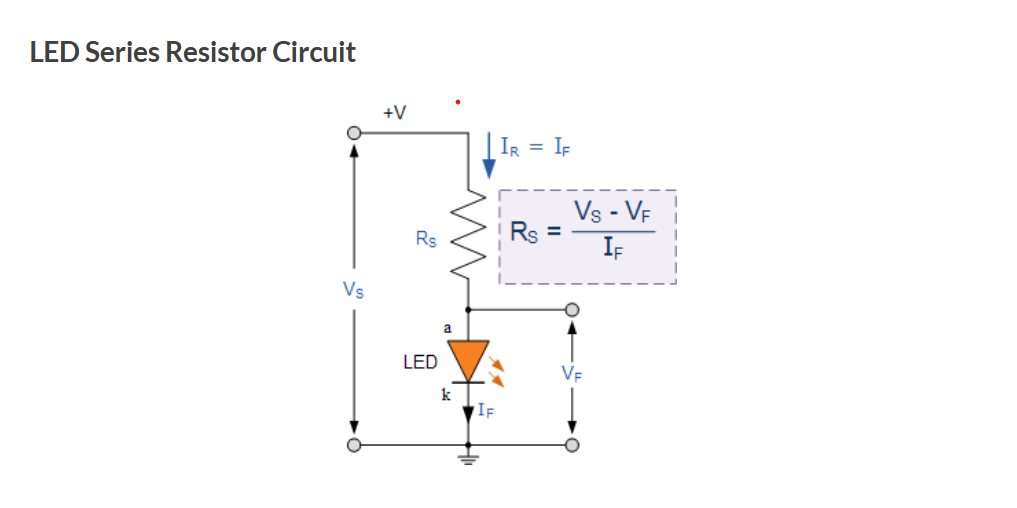 LED Series Resistor Circuit
+V
IR = IF
VS - VF
RS =
IF
RS
VS
a
LED
VF
k
IF